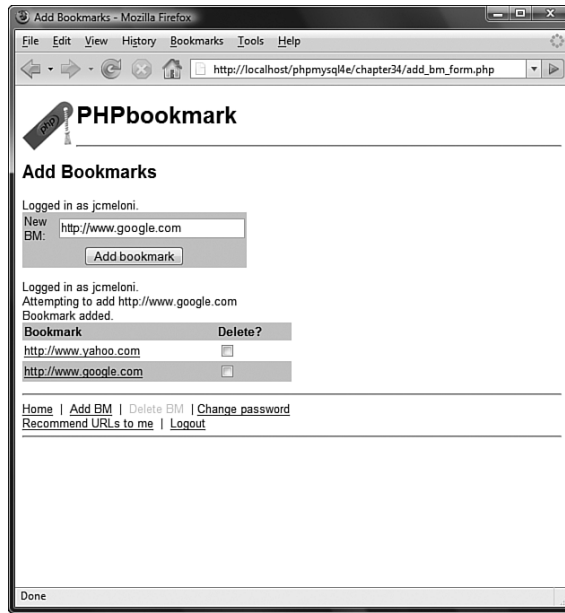 Add Bookmarks - Mozilla Firefox
File Edit View History Bookmarks Tools Help
http://localhost/phpmysql4e/chapter34/add_bm_form.php
php
PHPbookmark
Add Bookmarks
Logged in as jcmeloni.
New
BM:
http://www.google.com
Add bookmark
Logged in as jcmeloni.
Attempting to add http://www.google.com
Bookmark added.
Bookmark Delete?
http://www.yahoo.com
http://www.google.com
Home | Add BM | Delete BM | Change password
Recommend URLs to me | Logout
Done